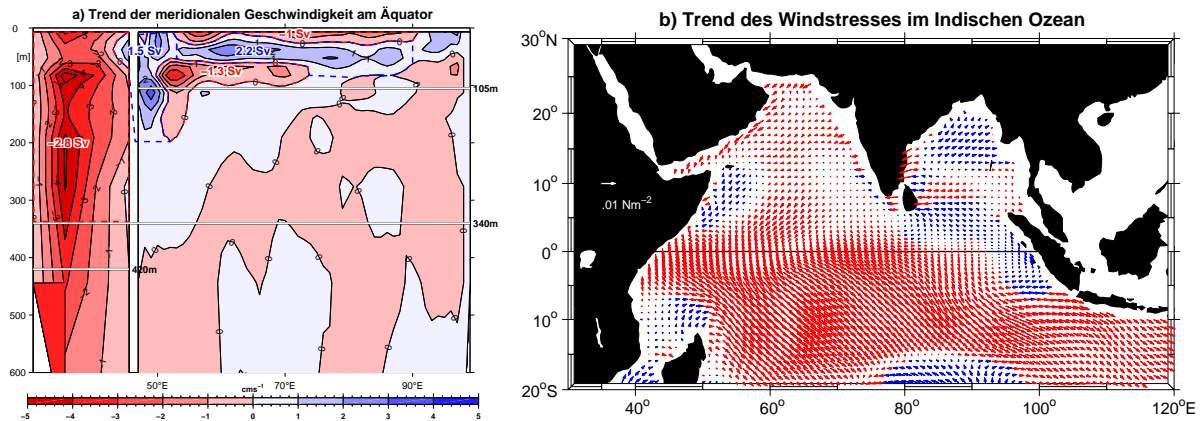 a) Trend der meridionalen Geschwindigkeit am Äquator
0
[m]
100
200
300
400
500
600
1.5 Sv
−1 Sv
2.2 Sv
−1.3 Sv
−2.8 Sv
105m
340m
420m
50°E
70°E
90°E
cms⁻¹
−5 −4 −3 −2 −1 0 1 2 3 4 5
b) Trend des Windstresses im Indischen Ozean
30°N
20°
10°
0°
10°
20°S
.01 Nm⁻²
40°
60°
80°
100°
120°E